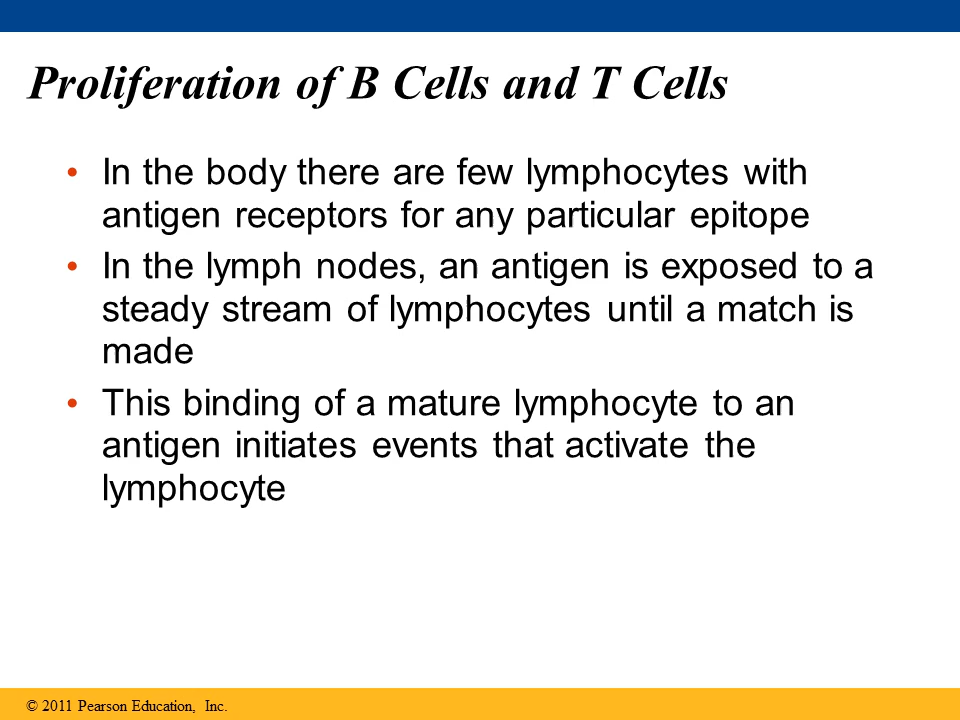 Proliferation of B Cells and T Cells
• In the body there are few lymphocytes with
antigen receptors for any particular epitope
• In the lymph nodes, an antigen is exposed to a
steady stream of lymphocytes until a match is
made
• This binding of a mature lymphocyte to an
antigen initiates events that activate the
lymphocyte
© 2011 Pearson Education, Inc.